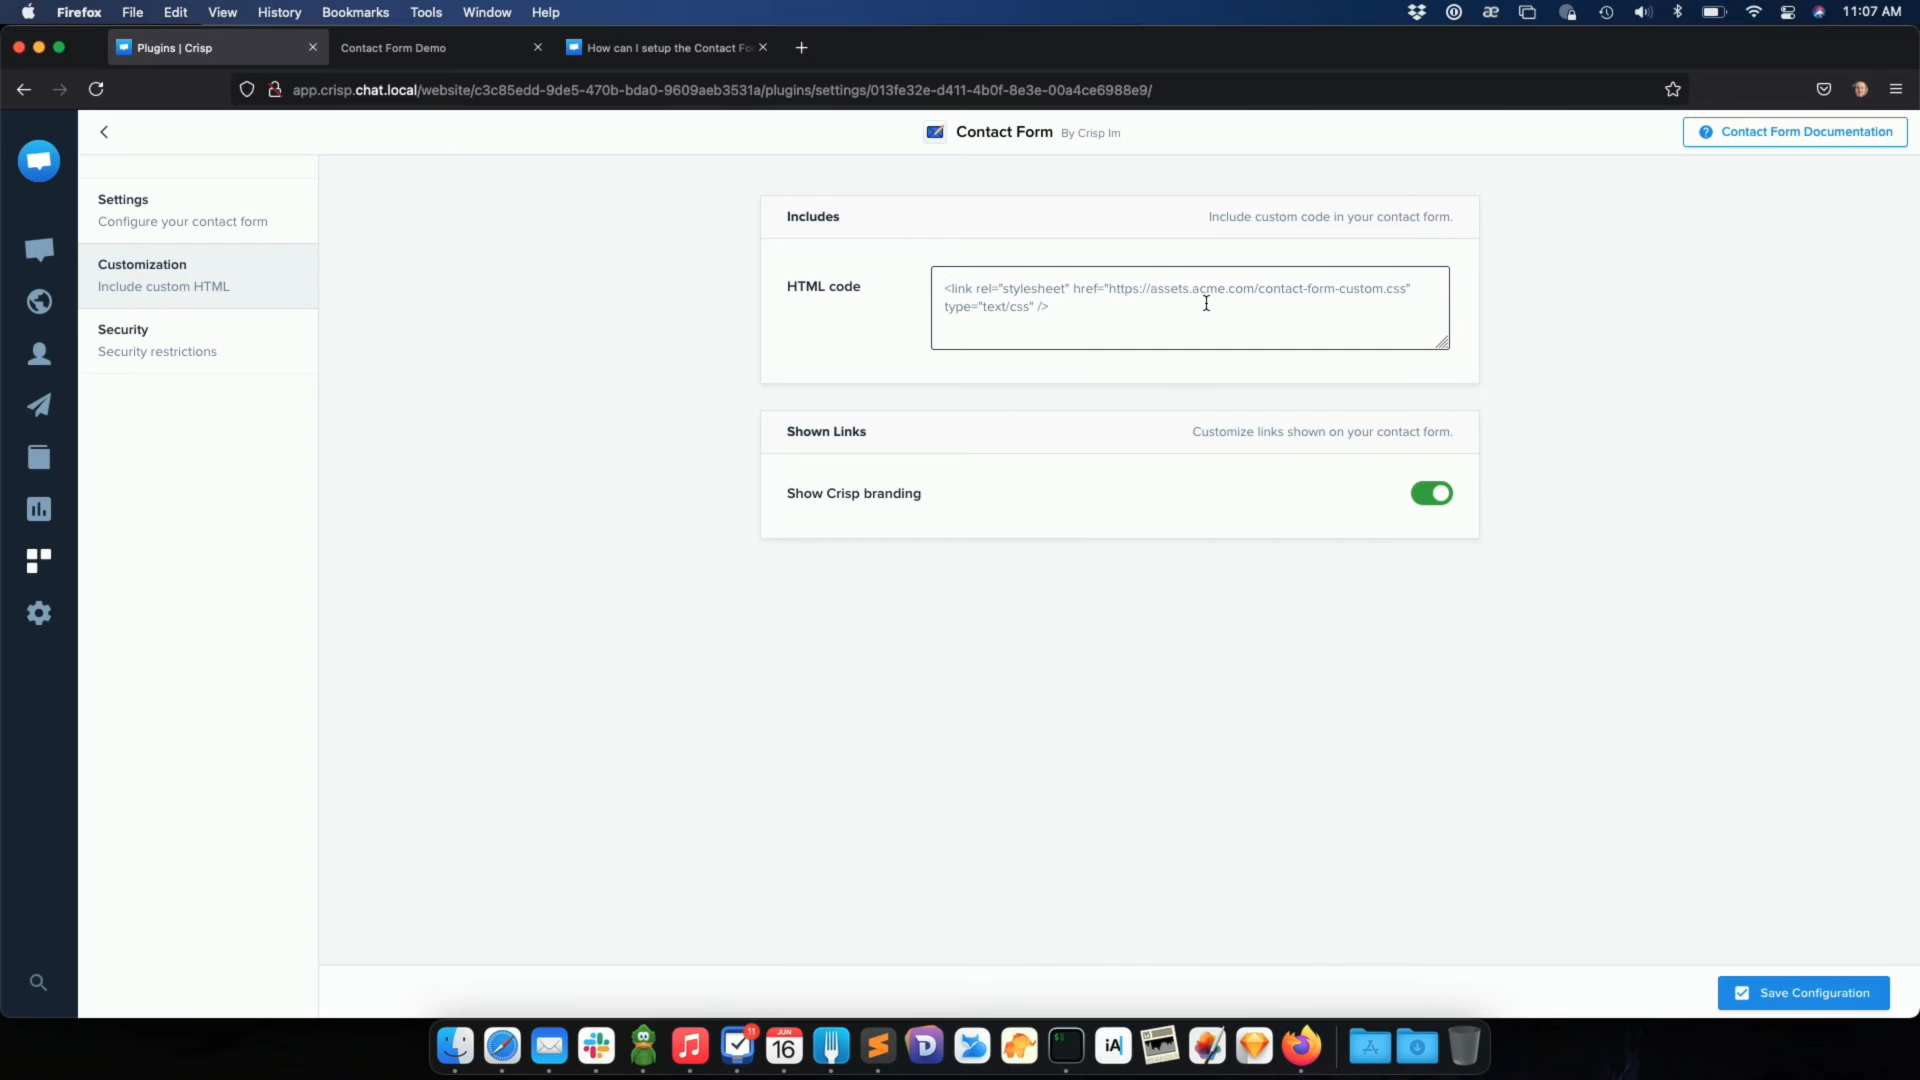 Firefox File Edit View History Bookmarks Tools Window Help 11:07 AM
Plugins | Crisp Contact Form Demo How can I setup the Contact Fo
app.crisp.chat.local/website/c3c85edd-9de5-470b-bda0-9609aeb3531a/plugins/settings/013fe32e-d411-4b0f-8e3e-00a4ce6988e9/
Contact Form By Crisp Im
Contact Form Documentation
Settings
Configure your contact form
Customization
Include custom HTML
Security
Security restrictions
Includes
Include custom code in your contact form.
HTML code
<link rel="stylesheet" href="https://assets.acme.com/contact-form-custom.css"
type="text/css" />
Shown Links
Customize links shown on your contact form.
Show Crisp branding
Save Configuration
11
JUN
16
D
iA